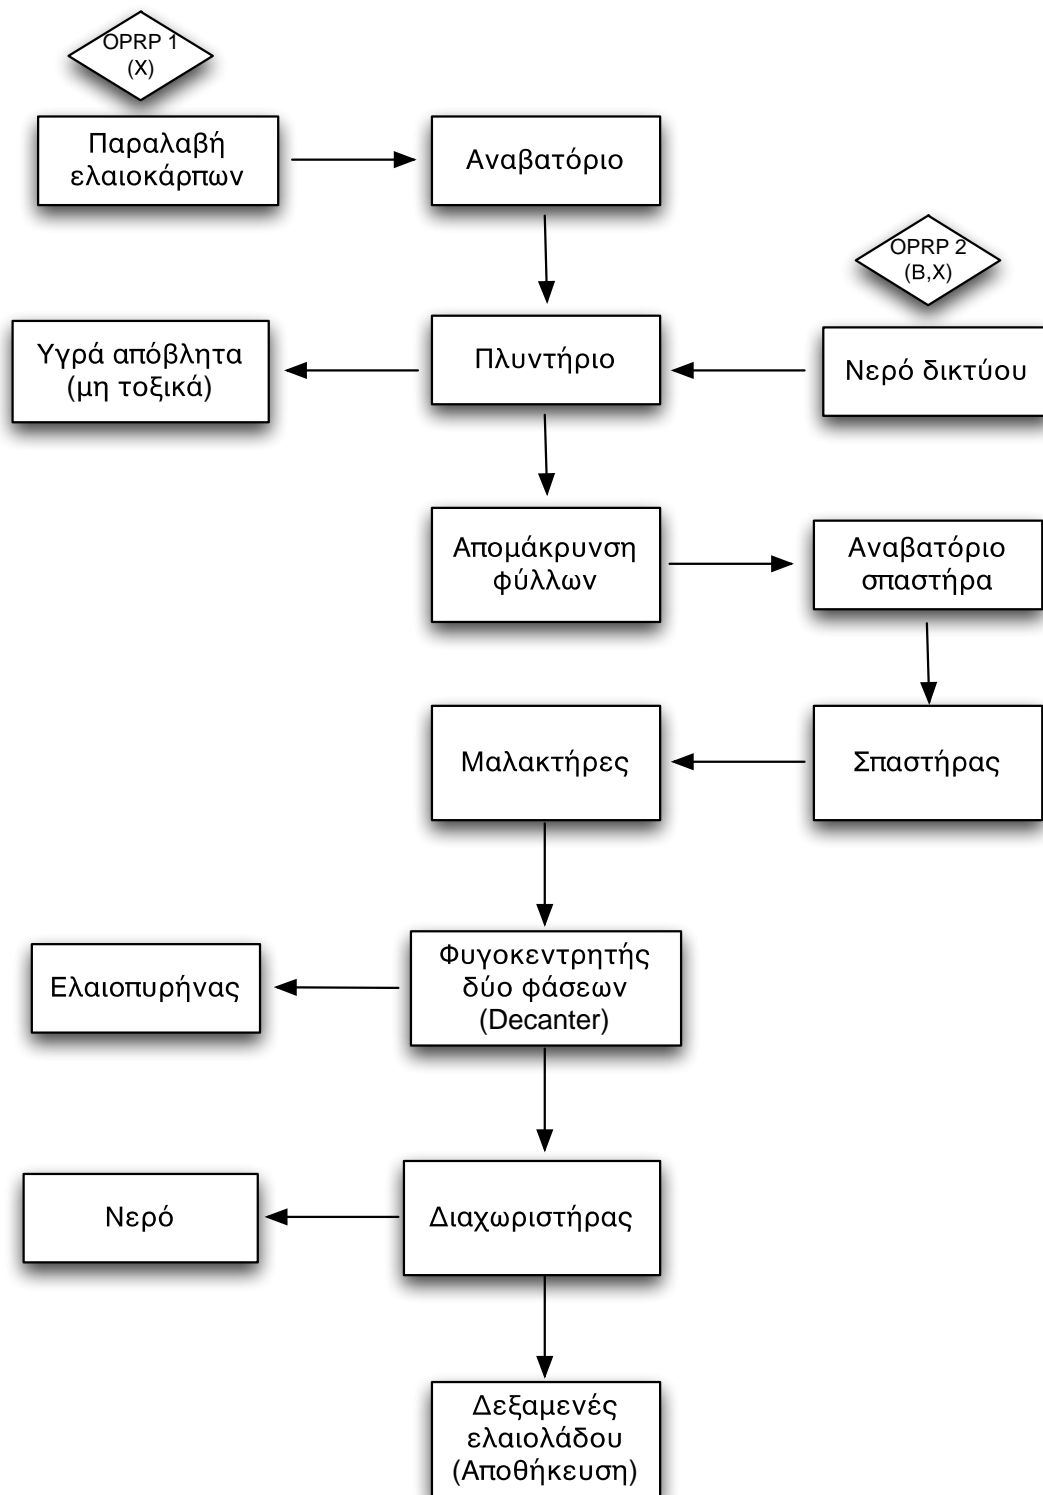 OPRP 1
(X)
Παραλαβή
ελαιοκάρπων
Αναβατόριο
OPRP 2
(B,X)
Υγρά απόβλητα
(μη τοξικά)
Πλυντήριο
Νερό δικτύου
Απομάκρυνση
φύλλων
Αναβατόριο
σπαστήρα
Μαλακτήρες
Σπαστήρας
Ελαιοπυρήνας
Φυγοκεντρητής
δύο φάσεων
(Decanter)
Νερό
Διαχωριστήρας
Δεξαμενές
ελαιολάδου
(Αποθήκευση)